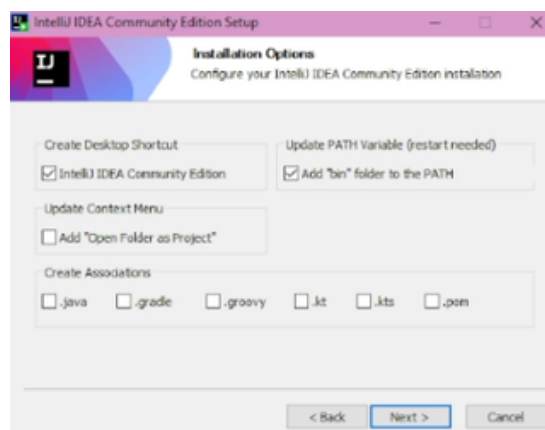 IntelliJ IDEA Community Edition Setup
IJ
Installation Options
Configure your IntelliJ IDEA Community Edition installation
Create Desktop Shortcut
Update PATH Variable (restart needed)
IntelliJ IDEA Community Edition
Add "bin" folder to the PATH
Update Context Menu
Add "Open Folder as Project"
Create Associations
.java .gradle .groovy .kt .kts .pom
< Back Next > Cancel